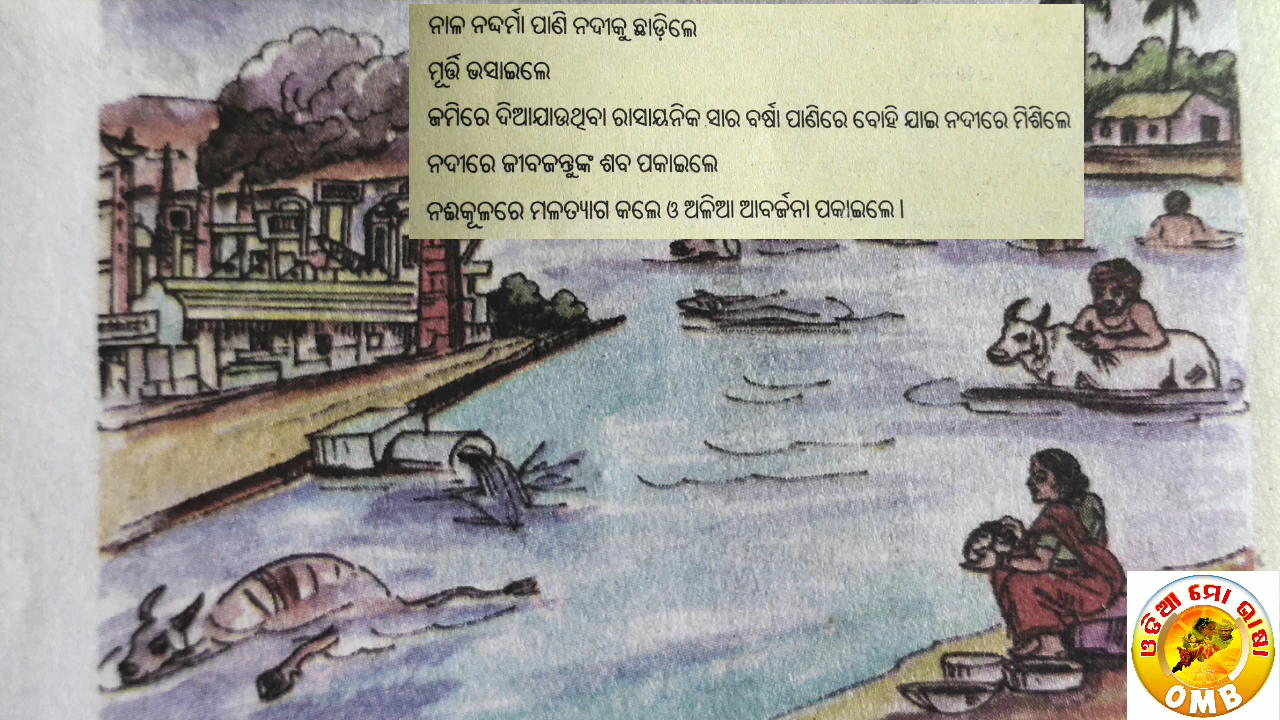 ନାଳ ନର୍ଦ୍ଦମା ପାଣି ନଦୀକୁ ଛାଡ଼ିଲେ
ମୂର୍ତ୍ତି ଭସାଇଲେ
ଜମିରେ ଦିଆଯାଉଥିବା ରାସାୟନିକ ସାର ବର୍ଷା ପାଣିରେ ବୋହି ଯାଇ ନଦୀରେ ମିଶିଲେ
ନଦୀରେ ଜୀବଜନ୍ତୁଙ୍କ ଶବ ପକାଇଲେ
ନଈକୂଳରେ ମଳତ୍ୟାଗ କଲେ ଓ ଅଳିଆ ଆବର୍ଜନା ପକାଇଲେ ।
ଓଡିଆ ମୋ ଭାଷା
OMB